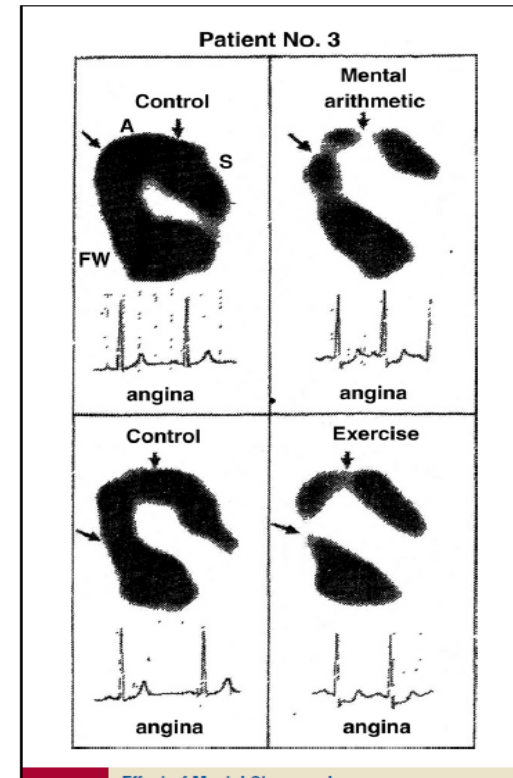 Patient No. 3
Control
A
S
FW
angina
Mental
arithmetic
angina
Control
angina
Exercise
angina